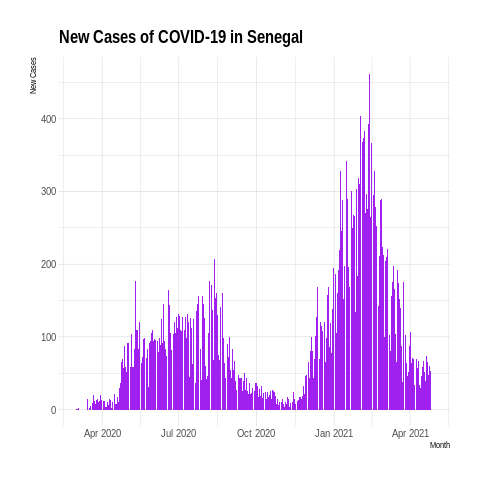 New Cases of COVID-19 in Senegal
New Cases
400
300
200
100
0
Apr 2020 Jul 2020 Oct 2020 Jan 2021 Apr 2021
Month